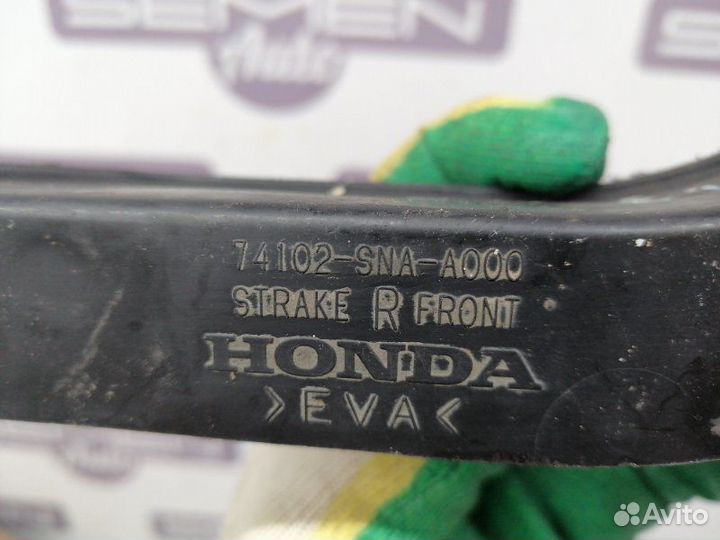 SEMEN
Auto
74102-SNA-A000
STRAKE R FRONT
HONDA
>EVA<
Avito